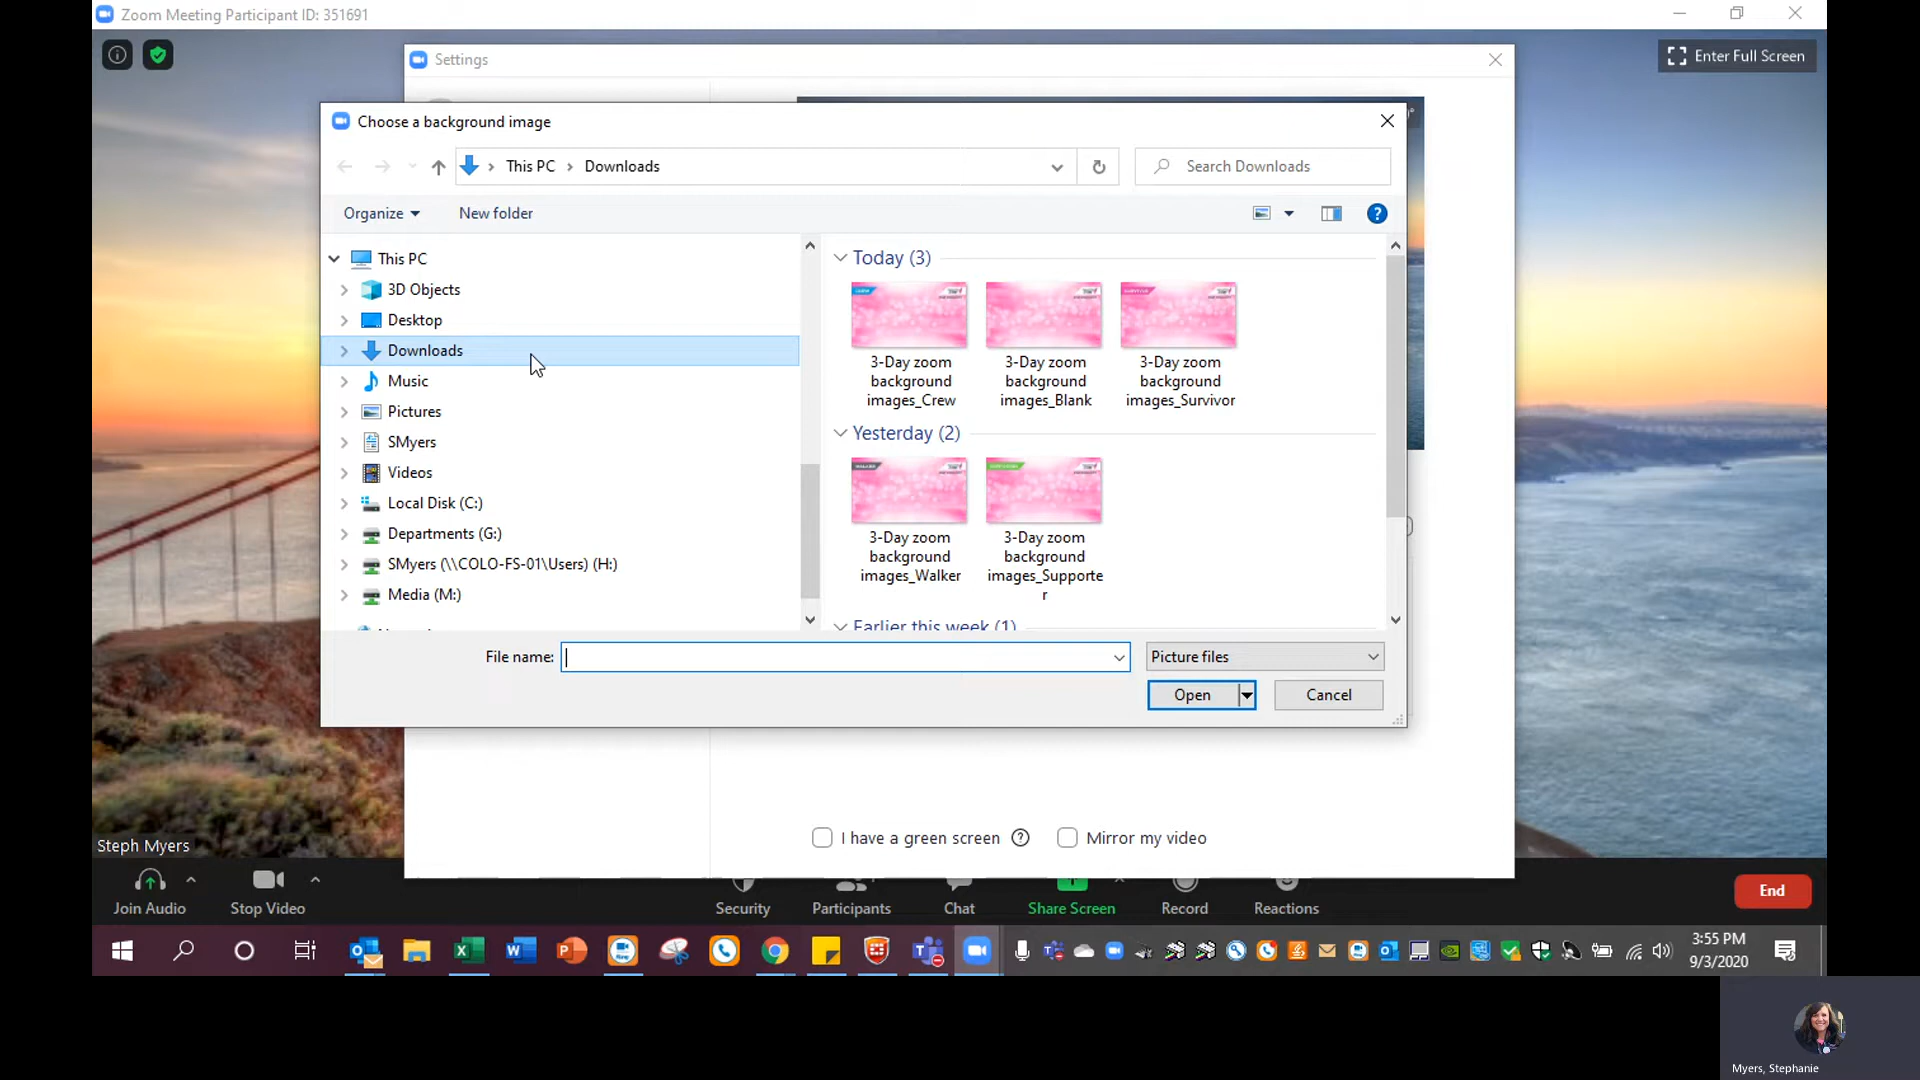 Zoom Meeting Participant ID: 351691
Enter Full Screen
Settings
Choose a background image
This PC
Downloads
Search Downloads
Organize
New folder
This PC
3D Objects
Desktop
Downloads
Music
Pictures
SMyers
Videos
Local Disk (C:)
Departments (G:)
SMyers (\\COLO-FS-01\Users) (H:)
Media (M:)
Today (3)
3-Day zoom
background
images_Crew
3-Day zoom
background
images_Blank
3-Day zoom
background
images_Survivor
Yesterday (2)
3-Day zoom
background
images_Walker
3-Day zoom
background
images_Supporte
r
Earlier this week (1)
File name:
Picture files
Open
Cancel
I have a green screen
Mirror my video
Steph Myers
Join Audio
Stop Video
Security
Participants
Chat
Share Screen
Record
Reactions
End
3:55 PM
9/3/2020
Myers, Stephanie